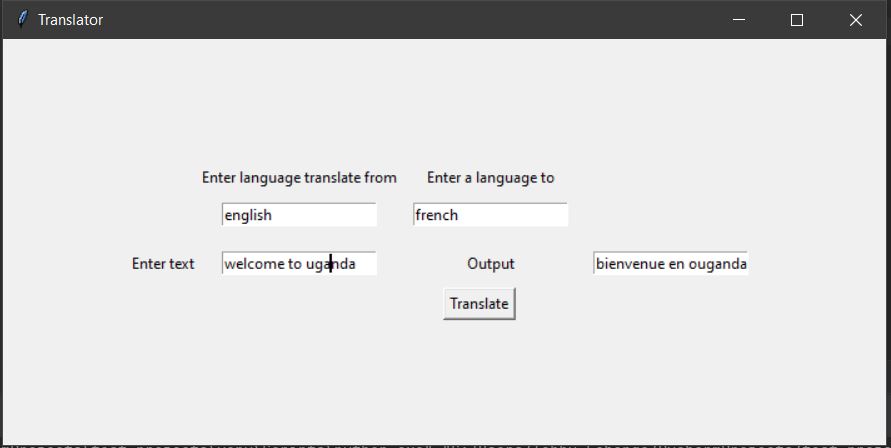 Translator
Enter language translate from
Enter a language to
english
french
Enter text
welcome to uganda
Output
bienvenue en ouganda
Translate